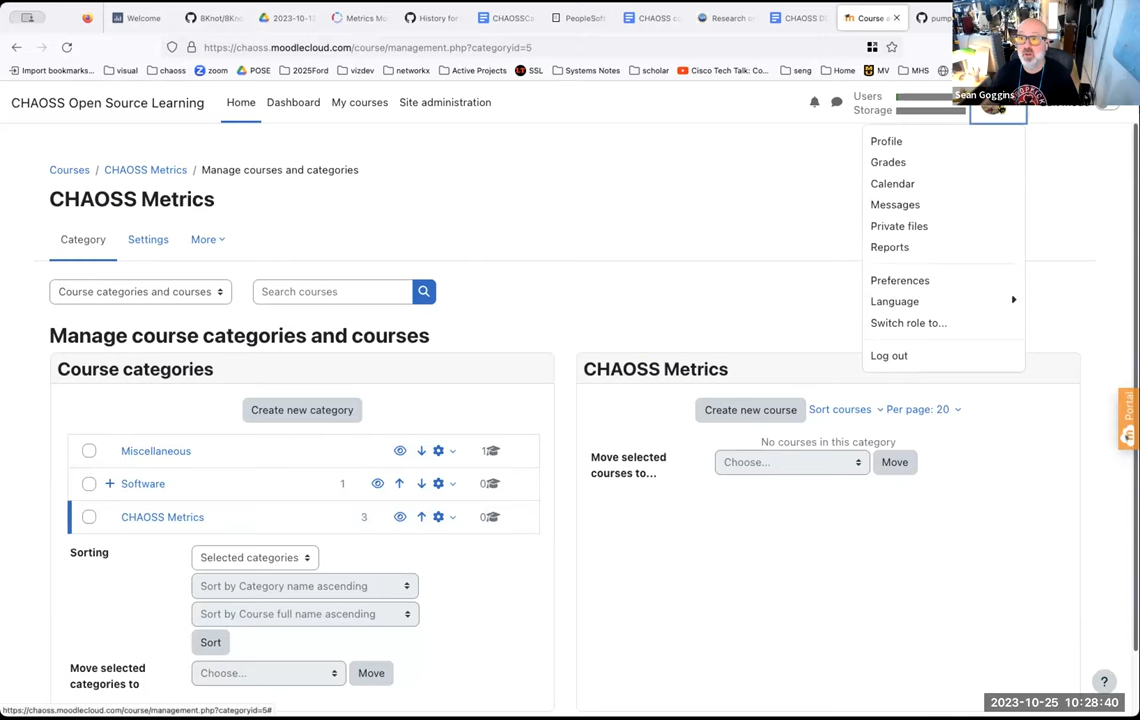 Welcome
8Knot/8Kno
2023-10-13
Metrics Mo
History for
CHAOSSCa
PeopleSoft
CHAOSS co
Research or
CHAOSS D
Course a
pump
https://chaoss.moodlecloud.com/course/management.php?categoryid=5
Import bookmarks...
visual
chaoss
zoom
POSE
2025Ford
vizdev
networkx
Active Projects
SSL
Systems Notes
scholar
Cisco Tech Talk: Co...
seng
Home
MV
MHS
Sean Goggins
CHAOSS Open Source Learning
Home
Dashboard
My courses
Site administration
Users
Storage
Profile
Grades
Calendar
Messages
Private files
Reports
Preferences
Language
Switch role to...
Log out
Courses / CHAOSS Metrics / Manage courses and categories
CHAOSS Metrics
Category
Settings
More
Course categories and courses
Search courses
Manage course categories and courses
Course categories
Create new category
Miscellaneous
1
Software
1
0
CHAOSS Metrics
3
0
Sorting
Selected categories
Sort by Category name ascending
Sort by Course full name ascending
Sort
Move selected
categories to
Choose...
Move
CHAOSS Metrics
Create new course
Sort courses
Per page: 20
No courses in this category
Move selected
courses to...
Choose...
Move
Portal
?
https://chaoss.moodlecloud.com/course/management.php?categoryid=5#
2023-10-25 10:28:40